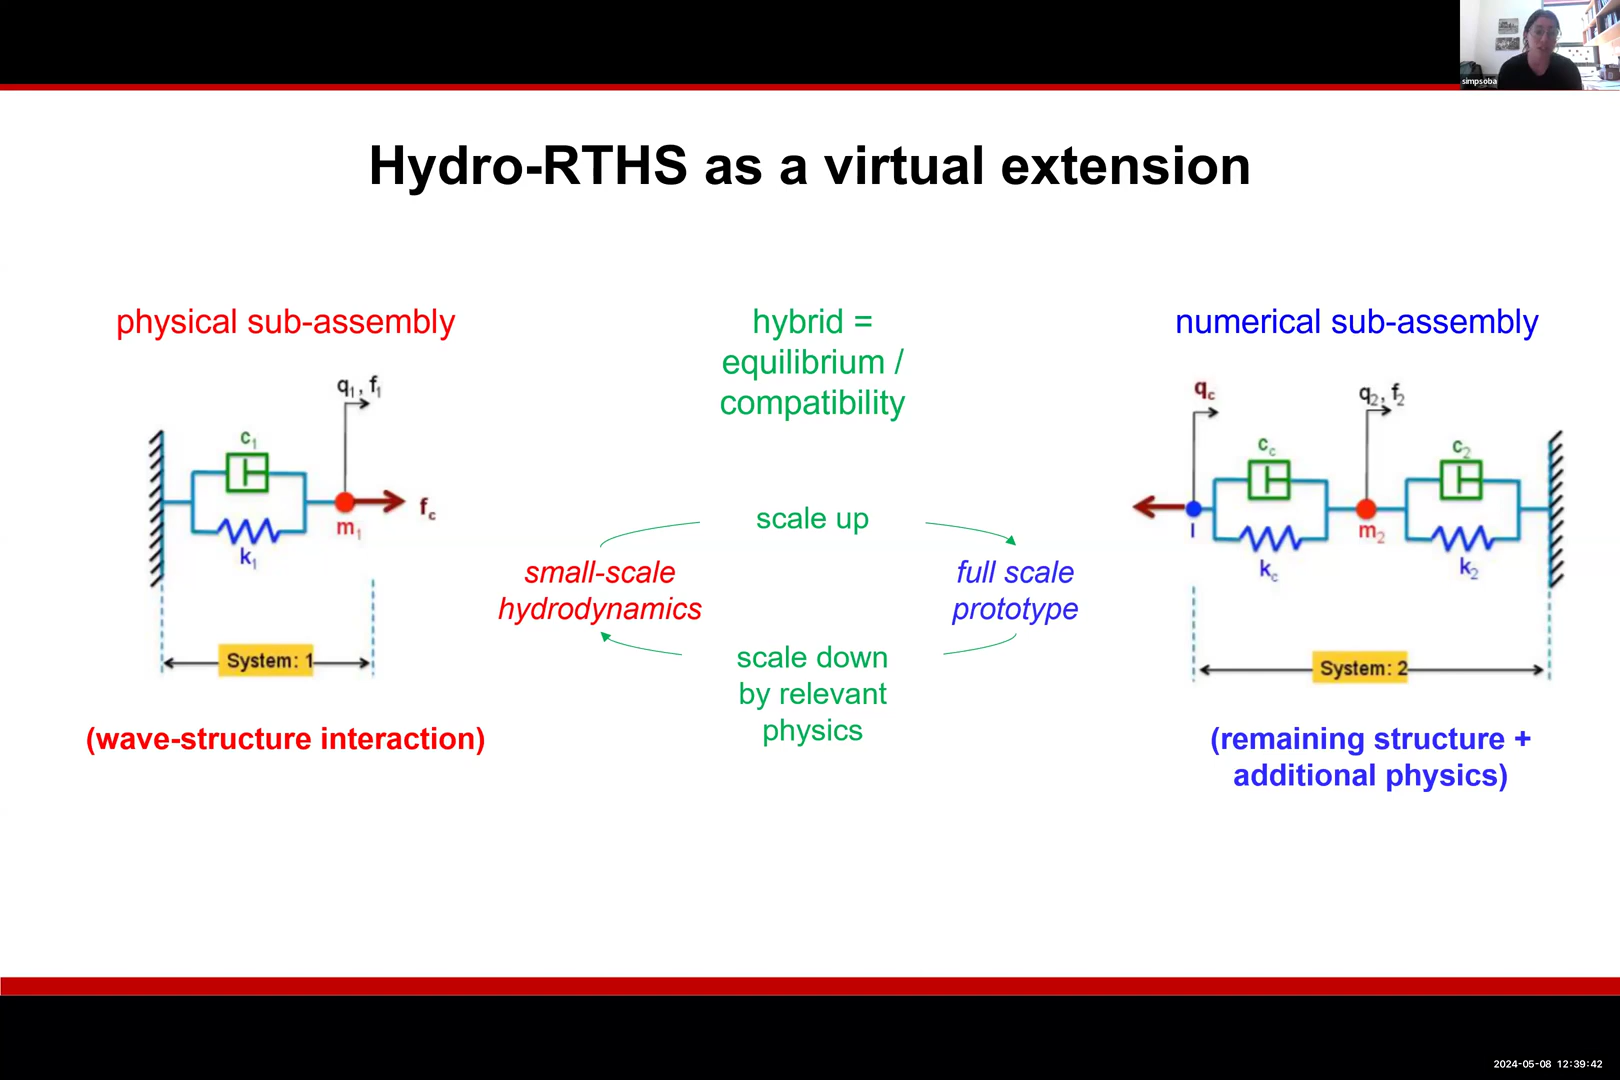 simpsoba
Hydro-RTHS as a virtual extension
physical sub-assembly
hybrid =
equilibrium /
compatibility
numerical sub-assembly
q1, f1
c1
fc
m1
k1
System: 1
(wave-structure interaction)
scale up
small-scale
hydrodynamics
full scale
prototype
scale down
by relevant
physics
qc
q2, f2
cc
c2
I
m2
kc
k2
System: 2
(remaining structure +
additional physics)
2024-05-08 12:39:42